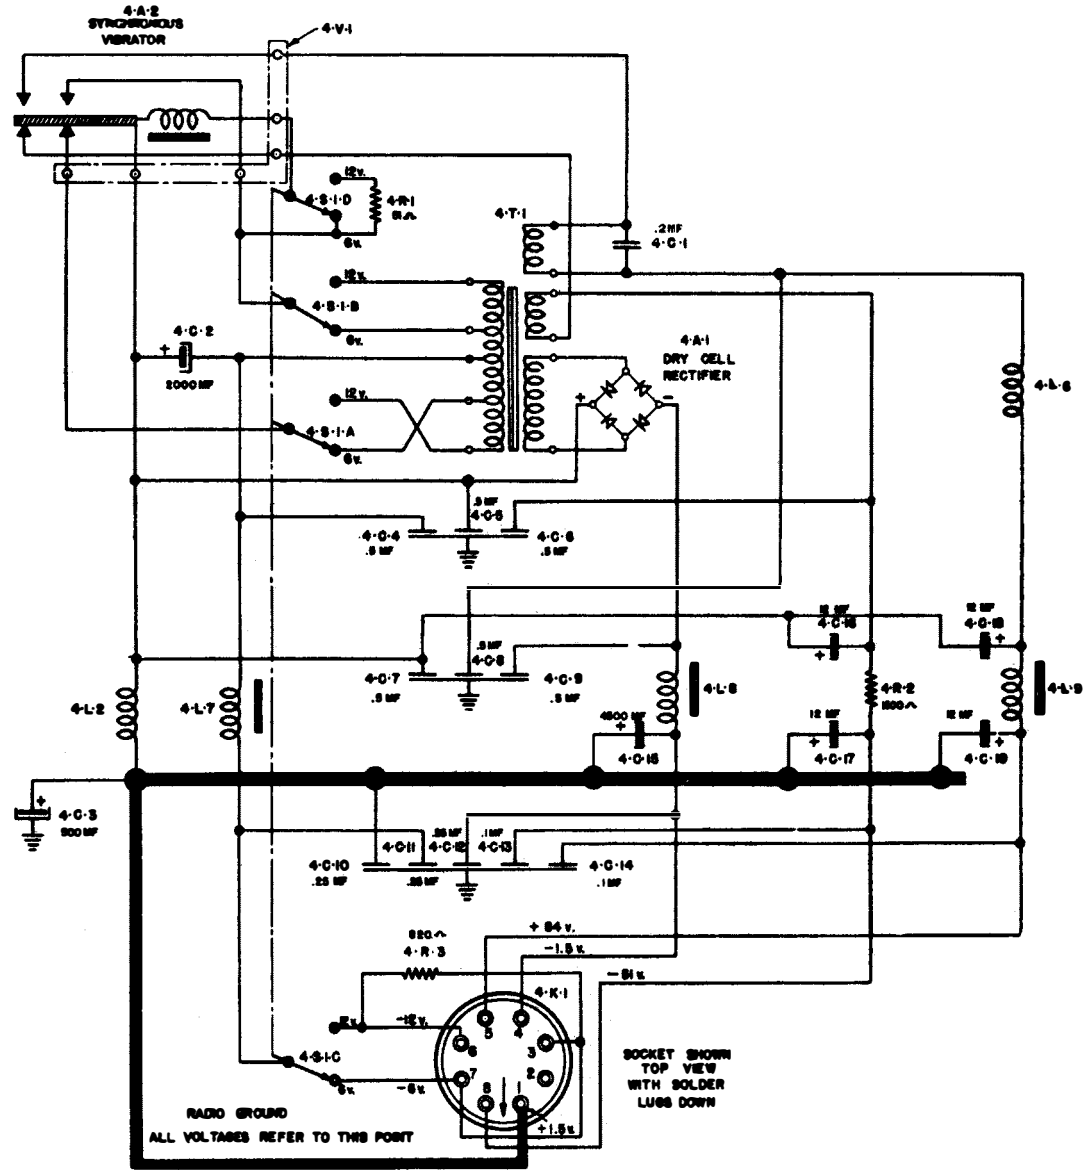 4-A-2
SYNCHRONOUS
VIBRATOR
4-V-1
12v.
4-S-1-D
4-R-1
6v.
4-T-1
.2MF
4-C-1
12v.
4-S-1-B
6v.
4-C-2
+
2000MF
4-A-1
DRY CELL
RECTIFIER
+
-
4-L-6
12v.
4-S-1-A
6v.
.5MF
4-C-5
4-C-4
.5MF
4-C-6
.5MF
12MF
4-C-16
+
12MF
4-C-18
+
.5MF
4-C-8
4-C-7
.5MF
4-C-9
.5MF
4-L-2
4-L-7
4-L-8
4-R-2
4-L-9
+
4-C-15
12MF
+
4-C-17
12MF
+
4-C-19
+
4-C-3
4-C-10
.25MF
4-C-11
.25MF
4-C-12
.1MF
4-C-13
4-C-14
.1MF
+84v.
-1.5v.
-51v.
820~
4-R-3
4-K-1
12v.
-12v.
4-S-1-C
6v.
-6v.
5
4
6
3
7
2
8
1
+1.5v.
SOCKET SHOWN
TOP VIEW
WITH SOLDER
LUGS DOWN
RADIO GROUND
ALL VOLTAGES REFER TO THIS POINT